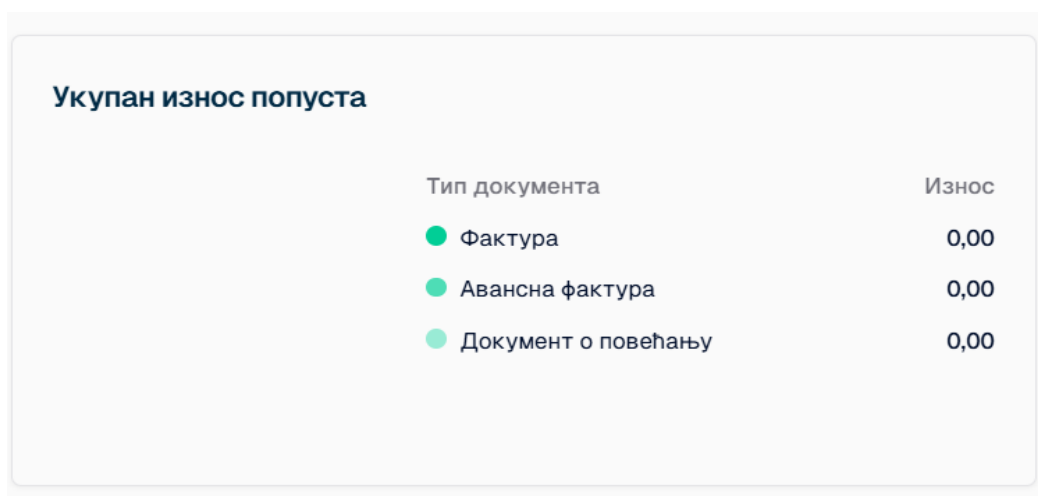 Укупан износ попуста
Тип документа Износ
Фактура 0,00
Авансна фактура 0,00
Документ о повећању 0,00